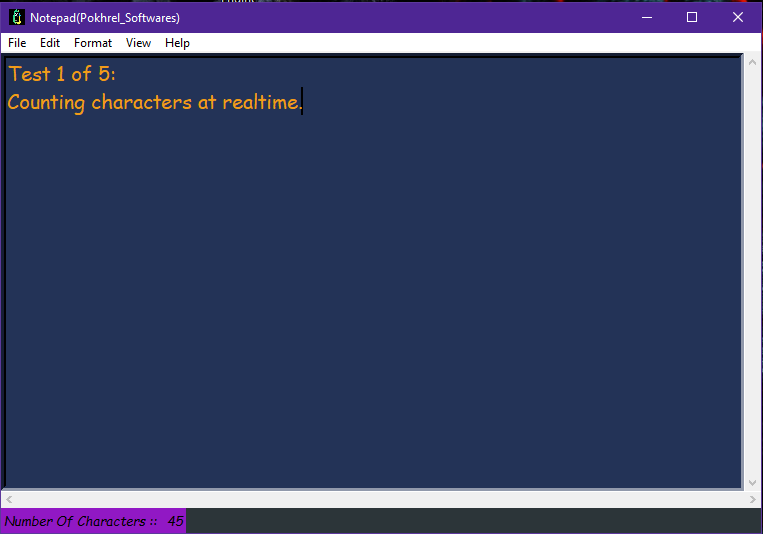 Notepad(Pokhrel_Softwares)
File Edit Format View Help
Test 1 of 5:
Counting characters at realtime.
Number Of Characters :: 45